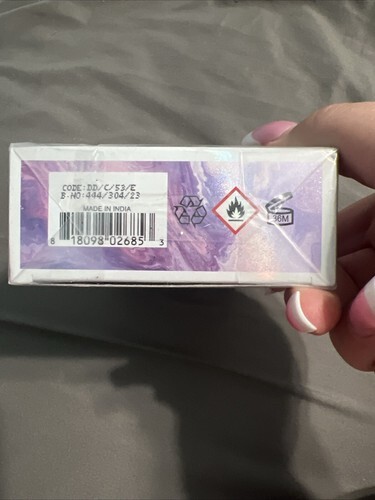 CODE:DD/C/53/E
B.NO:444/304/23
MADE IN INDIA
8 18098 02685 3
36M